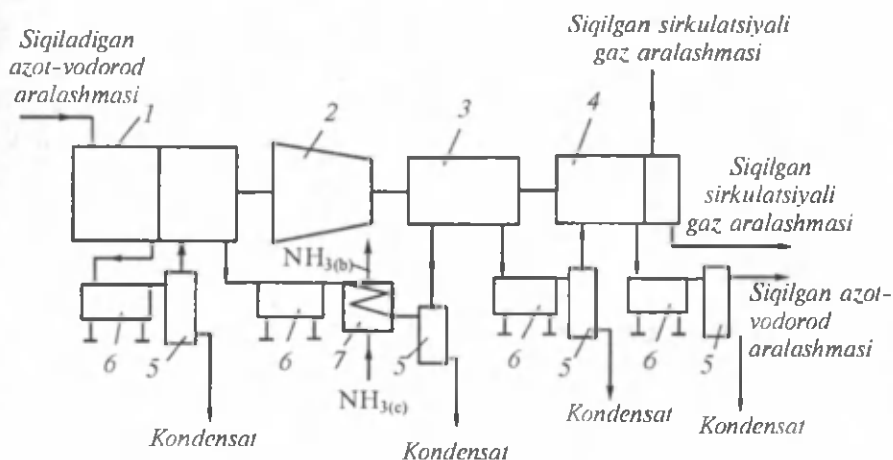 Siqiladigan
azot-vodorod
aralashmasi
Siqilgan sirkulatsiyali
gaz aralashmasi
1
2
3
4
Siqilgan
sirkulatsiyali
gaz aralashmasi
NH3(b)
Siqilgan azot-
vodorod
aralashmasi
6
5
6
7
5
6
5
6
5
NH3(c)
Kondensat
Kondensat
Kondensat
Kondensat